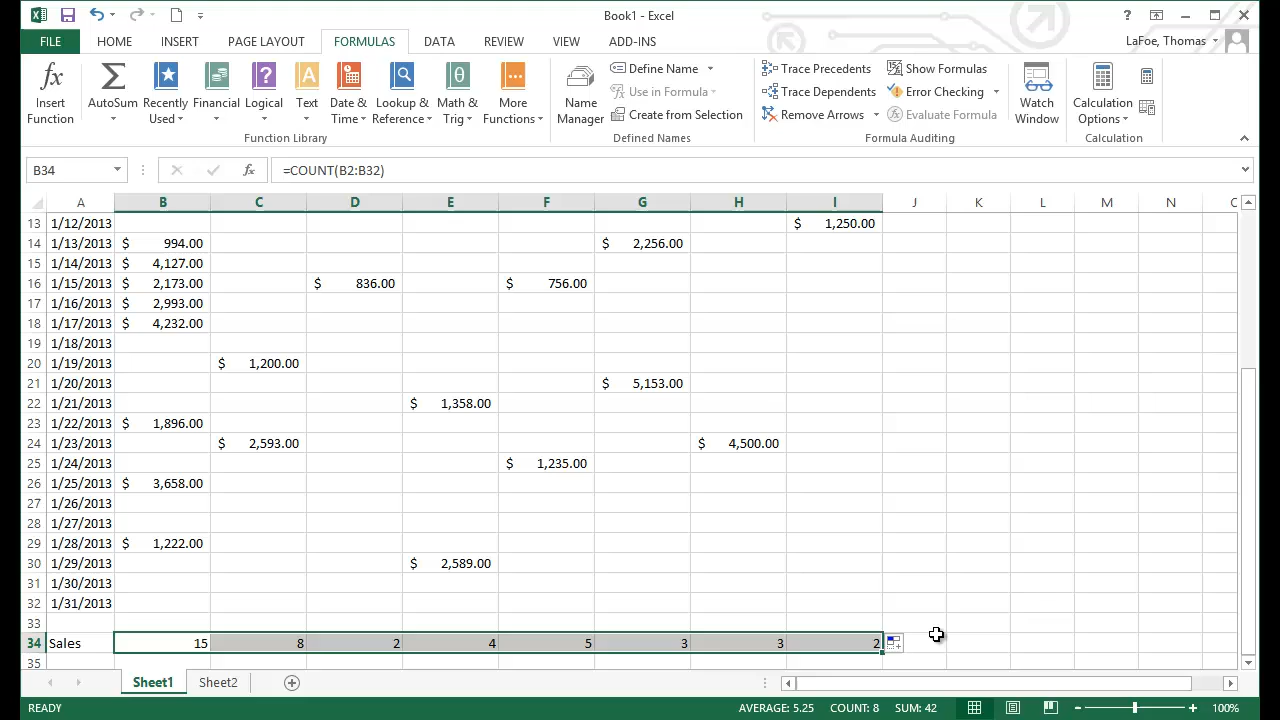 Book1 - Excel
?
FILE HOME INSERT PAGE LAYOUT FORMULAS DATA REVIEW VIEW ADD-INS LaFoe, Thomas
fx Σ ? A θ
Insert Function
AutoSum
Recently Used
Financial
Logical
Text
Date & Time
Lookup & Reference
Math & Trig
More Functions
Function Library
Name Manager
Define Name
Use in Formula
Create from Selection
Defined Names
Trace Precedents
Trace Dependents
Remove Arrows
Show Formulas
Error Checking
Evaluate Formula
Formula Auditing
Watch Window
Calculation Options
Calculation
B34 fx =COUNT(B2:B32)
A B C D E F G H I J K L M N
13 1/12/2013 $ 1,250.00
14 1/13/2013 $ 994.00 $ 2,256.00
15 1/14/2013 $ 4,127.00
16 1/15/2013 $ 2,173.00 $ 836.00 $ 756.00
17 1/16/2013 $ 2,993.00
18 1/17/2013 $ 4,232.00
19 1/18/2013
20 1/19/2013 $ 1,200.00
21 1/20/2013 $ 5,153.00
22 1/21/2013 $ 1,358.00
23 1/22/2013 $ 1,896.00
24 1/23/2013 $ 2,593.00 $ 4,500.00
25 1/24/2013 $ 1,235.00
26 1/25/2013 $ 3,658.00
27 1/26/2013
28 1/27/2013
29 1/28/2013 $ 1,222.00
30 1/29/2013 $ 2,589.00
31 1/30/2013
32 1/31/2013
33
34 Sales 15 8 2 4 5 3 3 2
35
Sheet1 Sheet2
READY AVERAGE: 5.25 COUNT: 8 SUM: 42 100%